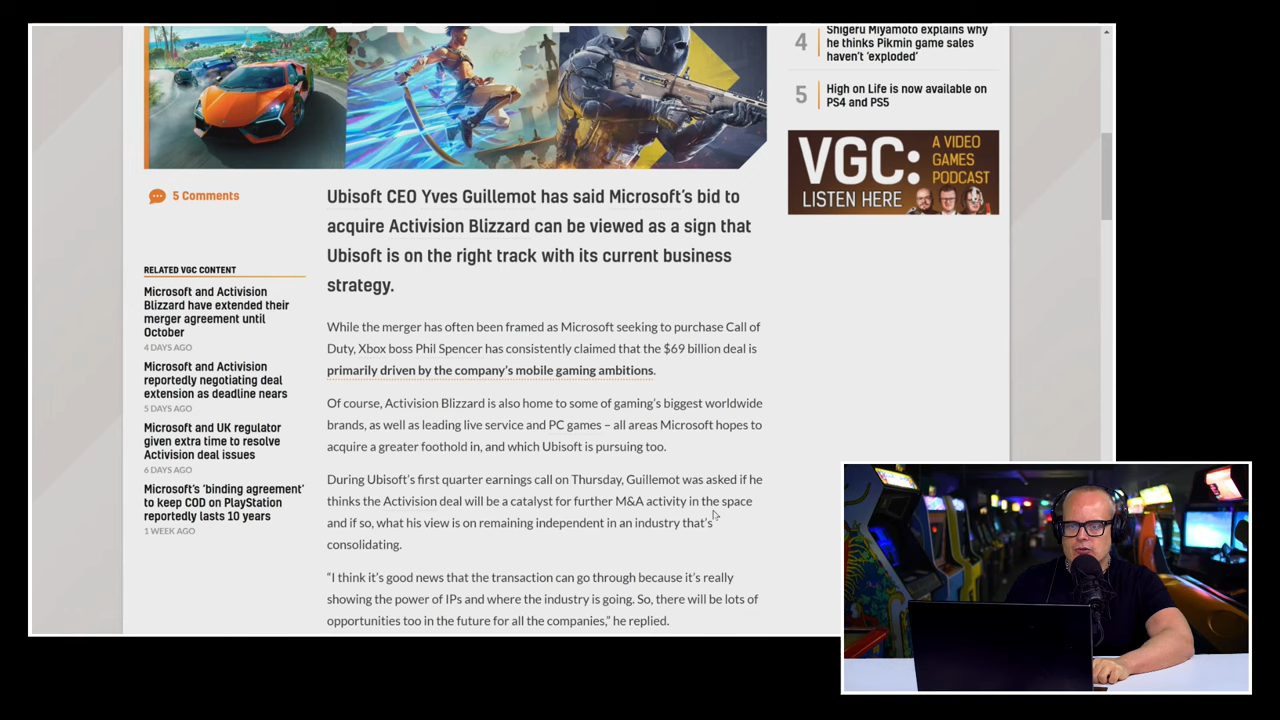 4
Shigeru Miyamoto explains why
he thinks Pikmin game sales
haven't 'exploded'
5
High on Life is now available on
PS4 and PS5
VGC:
A VIDEO
GAMES
PODCAST
LISTEN HERE
5 Comments
RELATED VGC CONTENT
Microsoft and Activision
Blizzard have extended their
merger agreement until
October
4 DAYS AGO
Microsoft and Activision
reportedly negotiating deal
extension as deadline nears
5 DAYS AGO
Microsoft and UK regulator
given extra time to resolve
Activision deal issues
6 DAYS AGO
Microsoft's 'binding agreement'
to keep COD on PlayStation
reportedly lasts 10 years
1 WEEK AGO
Ubisoft CEO Yves Guillemot has said Microsoft's bid to
acquire Activision Blizzard can be viewed as a sign that
Ubisoft is on the right track with its current business
strategy.
While the merger has often been framed as Microsoft seeking to purchase Call of
Duty, Xbox boss Phil Spencer has consistently claimed that the $69 billion deal is
primarily driven by the company's mobile gaming ambitions.
Of course, Activision Blizzard is also home to some of gaming's biggest worldwide
brands, as well as leading live service and PC games – all areas Microsoft hopes to
acquire a greater foothold in, and which Ubisoft is pursuing too.
During Ubisoft's first quarter earnings call on Thursday, Guillemot was asked if he
thinks the Activision deal will be a catalyst for further M&A activity in the space
and if so, what his view is on remaining independent in an industry that's
consolidating.
“I think it's good news that the transaction can go through because it's really
showing the power of IPs and where the industry is going. So, there will be lots of
opportunities too in the future for all the companies,” he replied.